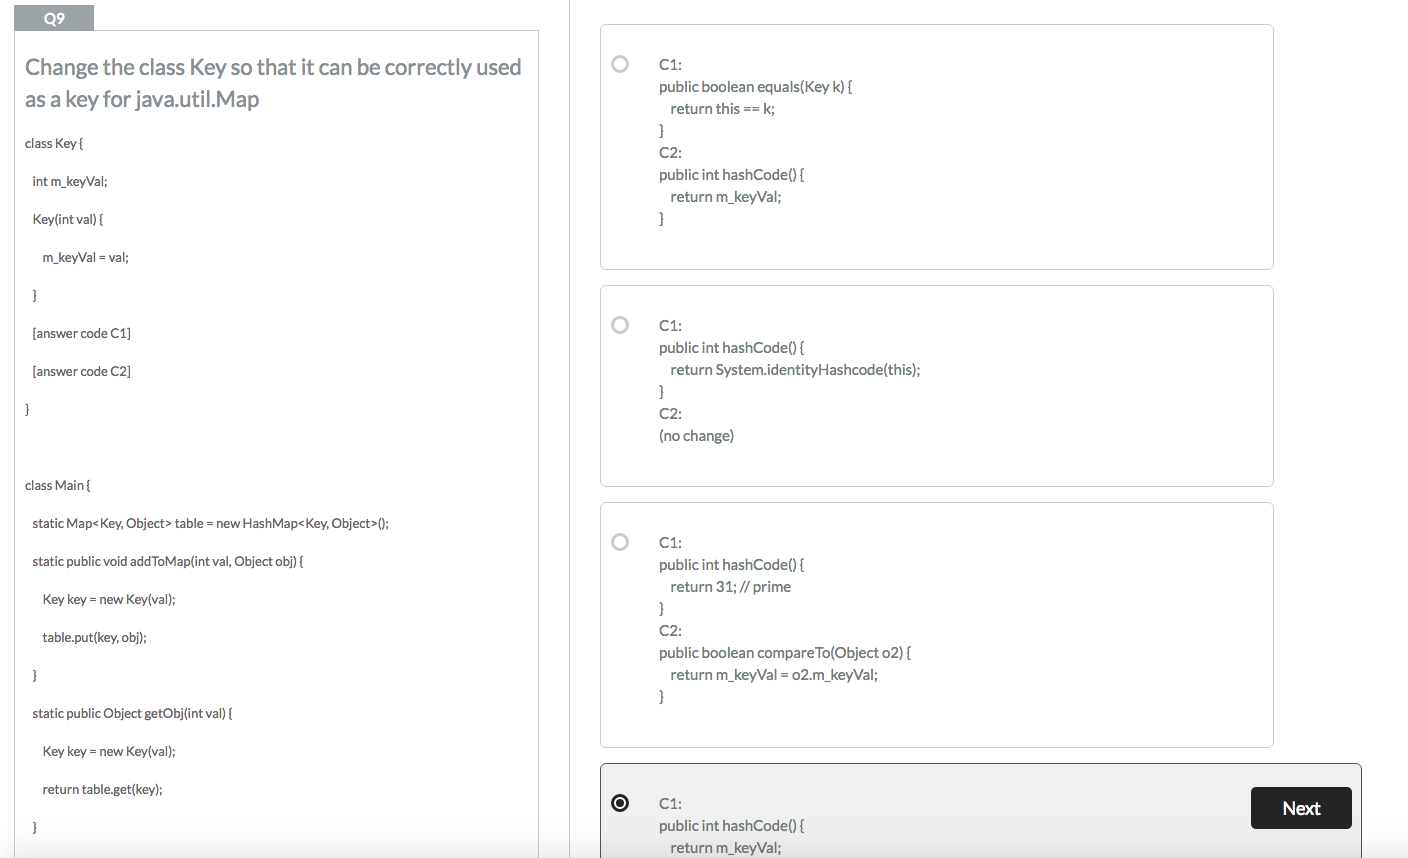 Q9
Change the class Key so that it can be correctly used
as a key for java.util.Map
class Key {
int m_keyVal;
Key(int val) {
m_keyVal = val;
}
[answer code C1]
[answer code C2]
}
class Main {
static Map<Key, Object> table = new HashMap<Key, Object>();
static public void addToMap(int val, Object obj) {
Key key = new Key(val);
table.put(key, obj);
}
static public Object getObj(int val) {
Key key = new Key(val);
return table.get(key);
}
C1:
public boolean equals(Key k) {
return this == k;
}
C2:
public int hashCode() {
return m_keyVal;
}
C1:
public int hashCode() {
return System.identityHashcode(this);
}
C2:
(no change)
C1:
public int hashCode() {
return 31; // prime
}
C2:
public boolean compareTo(Object o2) {
return m_keyVal = o2.m_keyVal;
}
C1:
public int hashCode() {
return m_keyVal;
Next